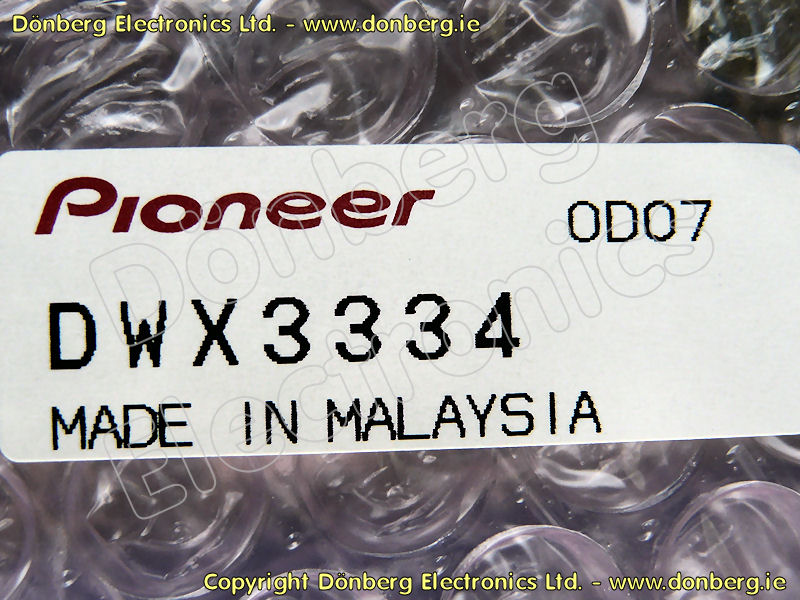 Dönberg Electronics Ltd. - www.donberg.ie
Pioneer 0D07
DWX3334
MADE IN MALAYSIA
Dönberg
Electronics
Copyright Dönberg Electronics Ltd. - www.donberg.ie